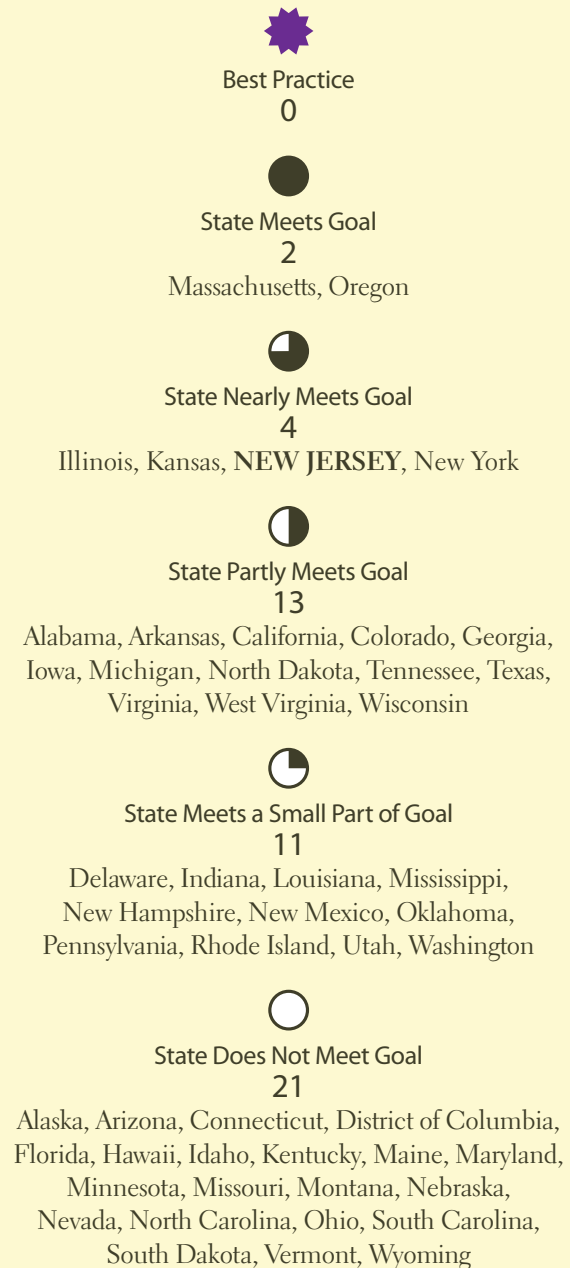 Best Practice
0
State Meets Goal
2
Massachusetts, Oregon
State Nearly Meets Goal
4
Illinois, Kansas, NEW JERSEY, New York
State Partly Meets Goal
13
Alabama, Arkansas, California, Colorado, Georgia,
Iowa, Michigan, North Dakota, Tennessee, Texas,
Virginia, West Virginia, Wisconsin
State Meets a Small Part of Goal
11
Delaware, Indiana, Louisiana, Mississippi,
New Hampshire, New Mexico, Oklahoma,
Pennsylvania, Rhode Island, Utah, Washington
State Does Not Meet Goal
21
Alaska, Arizona, Connecticut, District of Columbia,
Florida, Hawaii, Idaho, Kentucky, Maine, Maryland,
Minnesota, Missouri, Montana, Nebraska,
Nevada, North Carolina, Ohio, South Carolina,
South Dakota, Vermont, Wyoming